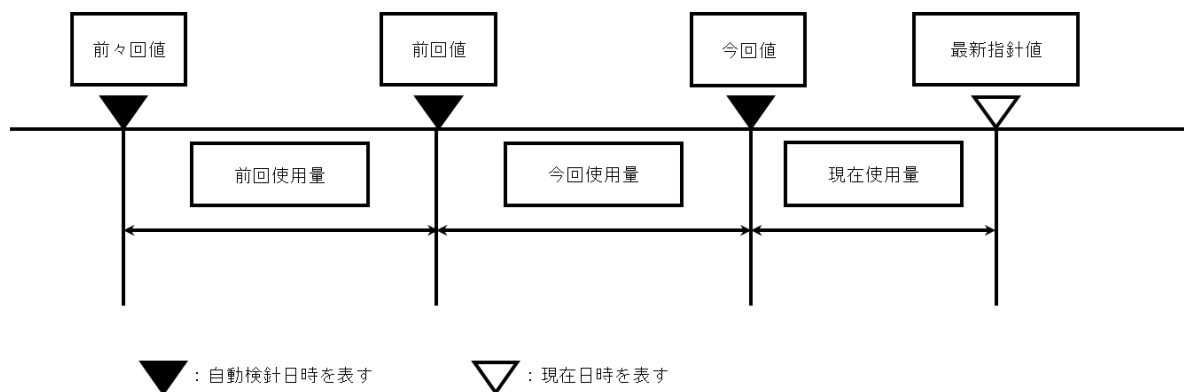 前々回値
前回値
今回値
最新指針値
前回使用量
今回使用量
現在使用量
：自動検針日時を表す
：現在日時を表す